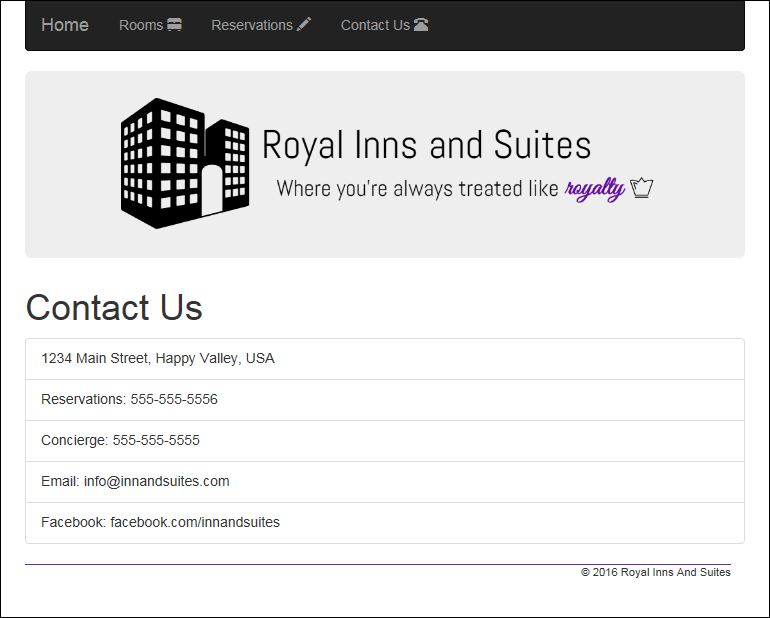 Home Rooms Reservations Contact Us
Royal Inns and Suites
Where you're always treated like royalty
Contact Us
1234 Main Street, Happy Valley, USA
Reservations: 555-555-5556
Concierge: 555-555-5555
Email: info@innandsuites.com
Facebook: facebook.com/innandsuites
© 2016 Royal Inns And Suites